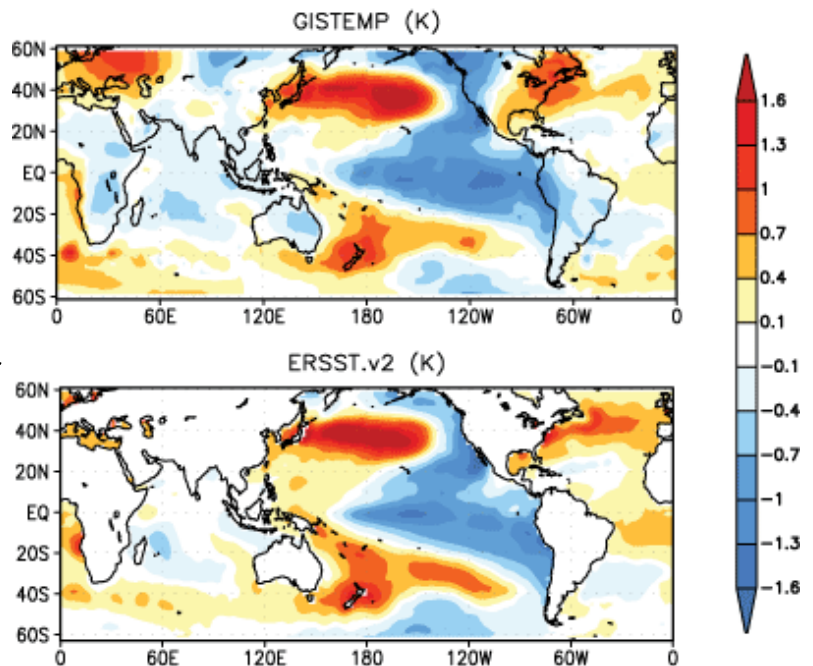 GISTEMP (K)
60N
40N
20N
EQ
20S
40S
60S
0 60E 120E 180 120W 60W 0
ERSST.v2 (K)
60N
40N
20N
EQ
20S
40S
60S
0 60E 120E 180 120W 60W 0
1.6
1.3
1
0.7
0.4
0.1
−0.1
−0.4
−0.7
−1
−1.3
−1.6